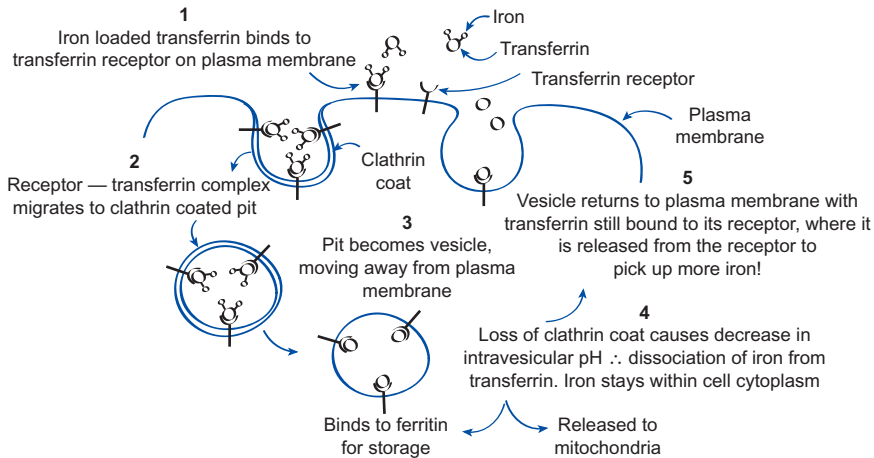 1
Iron loaded transferrin binds to
transferrin receptor on plasma membrane
Iron
Transferrin
Transferrin receptor
Plasma
membrane
Clathrin
coat
2
Receptor — transferrin complex
migrates to clathrin coated pit
3
Pit becomes vesicle,
moving away from plasma
membrane
5
Vesicle returns to plasma membrane with
transferrin still bound to its receptor, where it
is released from the receptor to
pick up more iron!
4
Loss of clathrin coat causes decrease in
intravesicular pH ∴ dissociation of iron from
transferrin. Iron stays within cell cytoplasm
Binds to ferritin
for storage
Released to
mitochondria